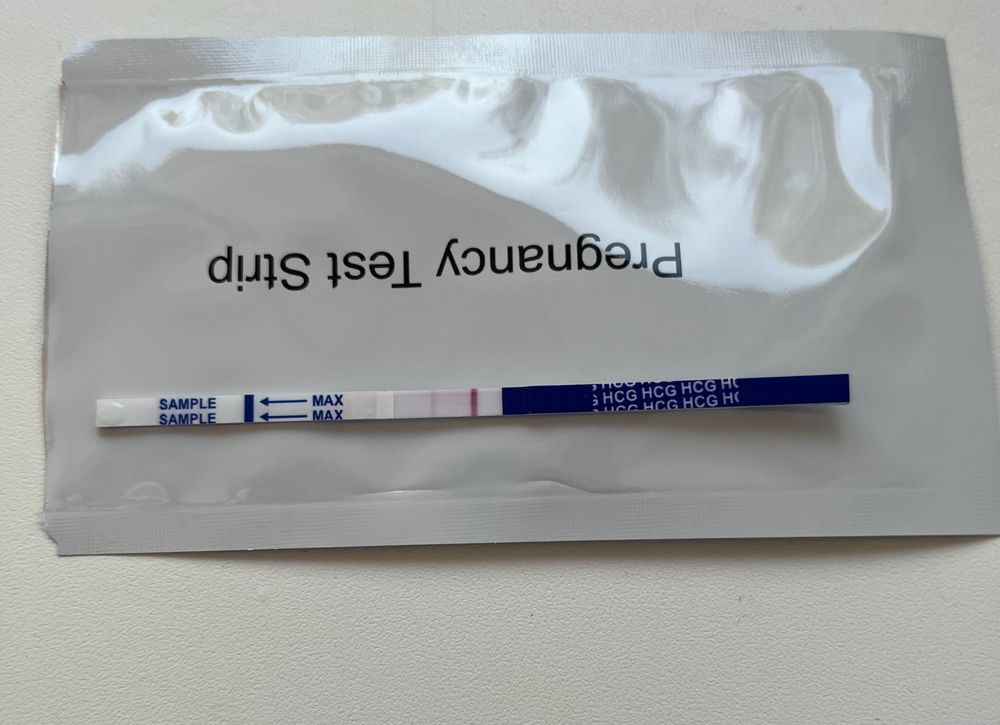 Pregnancy Test Strip
SAMPLE MAX
SAMPLE MAX
HCG HCG HCG
HCG HCG HCG